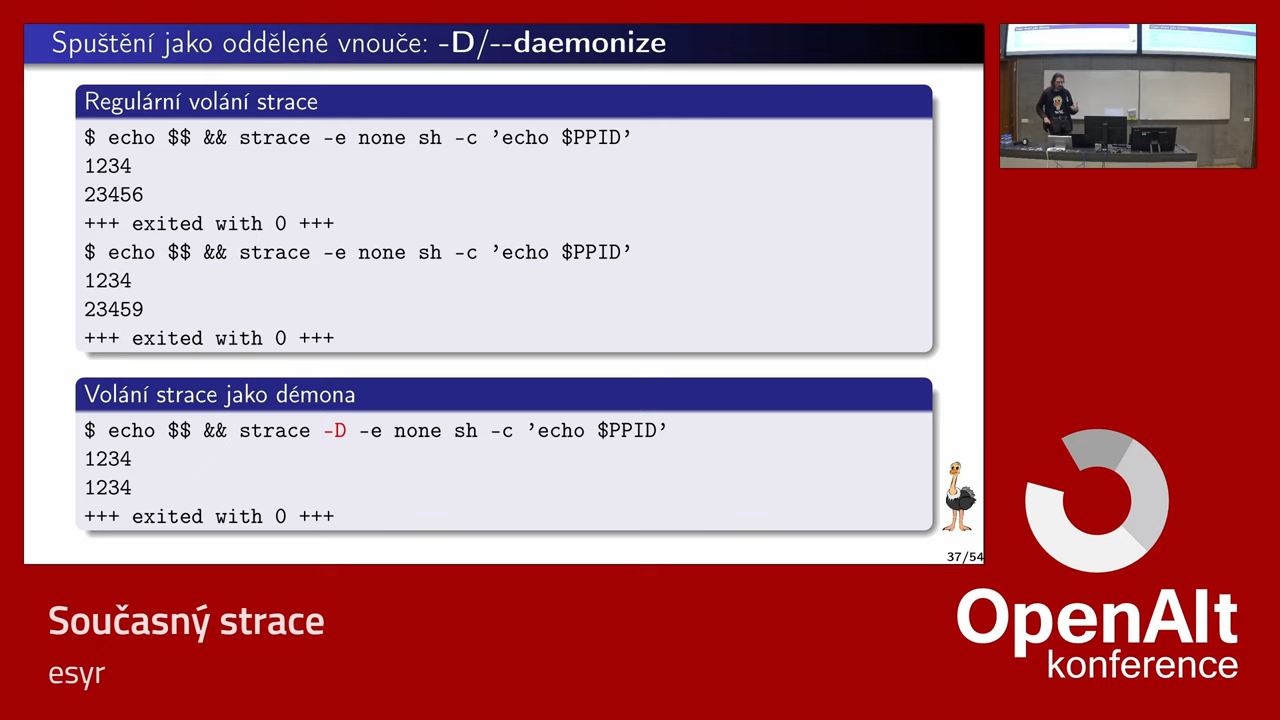 Spuštění jako oddělené vnouče: -D/--daemonize
Regulární volání strace
$ echo $$ && strace -e none sh -c ’echo $PPID’
1234
23456
+++ exited with 0 +++
$ echo $$ && strace -e none sh -c ’echo $PPID’
1234
23459
+++ exited with 0 +++
Volání strace jako démona
$ echo $$ && strace -D -e none sh -c ’echo $PPID’
1234
1234
+++ exited with 0 +++
37/54
Současný strace
esyr
OpenAlt
konference